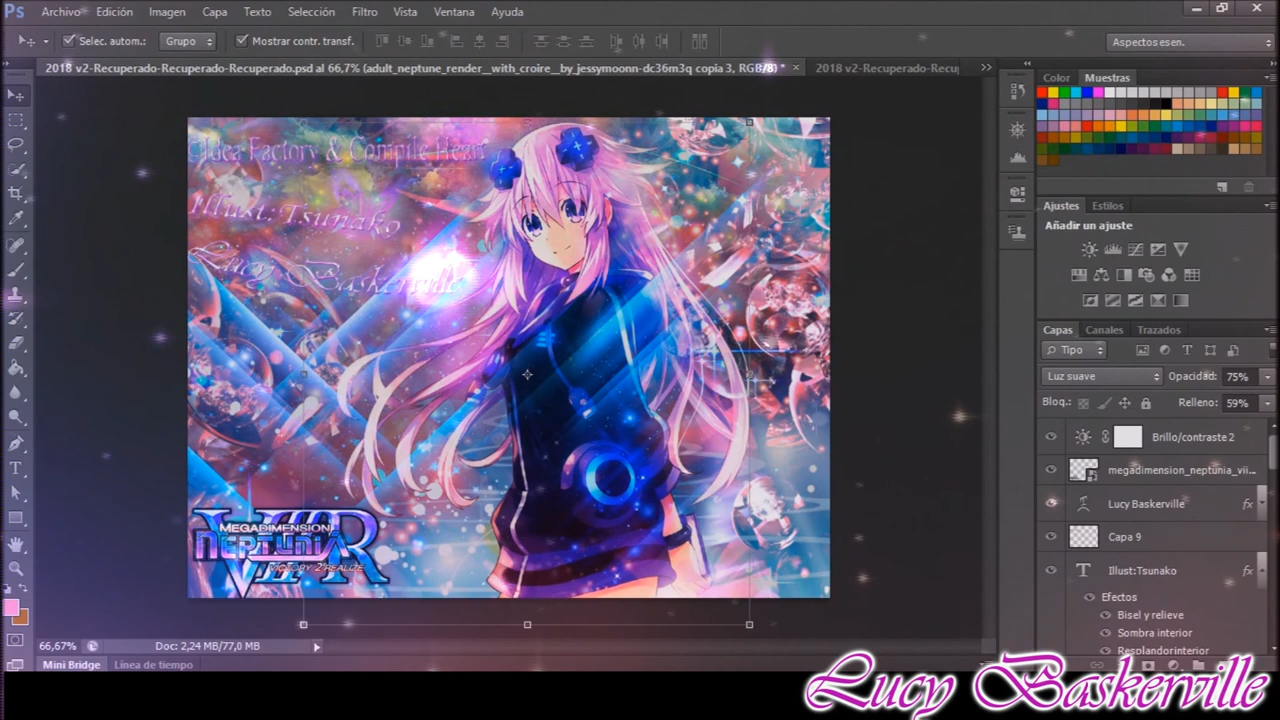 Ps Archivo Edición Imagen Capa Texto Selección Filtro Vista Ventana Ayuda
Selec. autom.: Grupo Mostrar contr. transf. Aspectos esen.
2018 v2-Recuperado-Recuperado-Recuperado.psd al 66,7% (adult_neptune_render__with_croire__by_jessymoonn-dc36m3q copia 3, RGB/8) * × 2018 v2-Recuperado-Recup
Color Muestras
©Idea Factory & Compile Heart
Illust:Tsunako
Lucy Baskerville
MEGADIMENSION
NEPTUNIA
VIIR
VICTORY 2 REALIZE
Ajustes Estilos
Añadir un ajuste
Capas Canales Trazados
Tipo
Luz suave Opacidad: 75%
Bloq.: Relleno: 59%
Brillo/contraste 2
megadimension_neptunia_vii...
Lucy Baskerville fx
Capa 9
T Illust:Tsunako fx
Efectos
Bisel y relieve
Sombra interior
Resplandor interior
66,67% Doc: 2,24 MB/77,0 MB
Mini Bridge Línea de tiempo
Lucy Baskerville